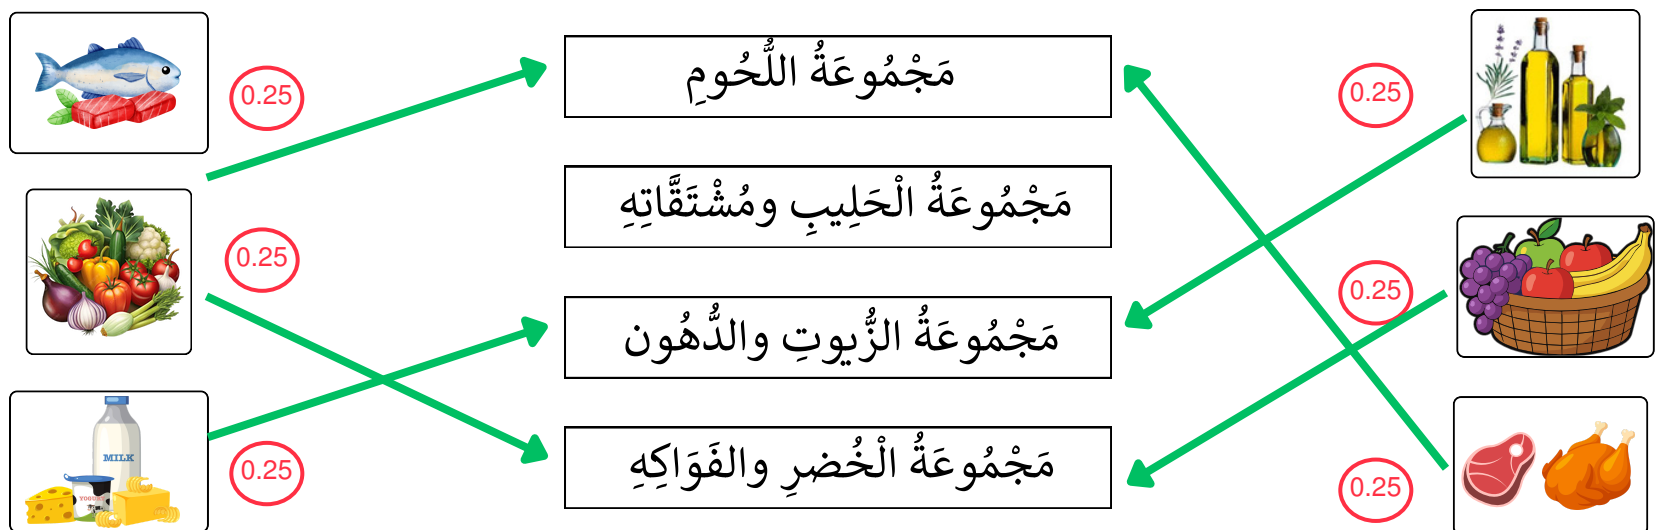 مَجْمُوعَةُ اللُّحُومِ
0.25
0.25
مَجْمُوعَةُ الْحَلِيبِ ومُشْتَقَّاتِهِ
0.25
0.25
مَجْمُوعَةُ الزُّيوتِ والدُّهُون
مَجْمُوعَةُ الْخُضرِ والفَوَاكِهِ
0.25
0.25
MILK
YOGURT